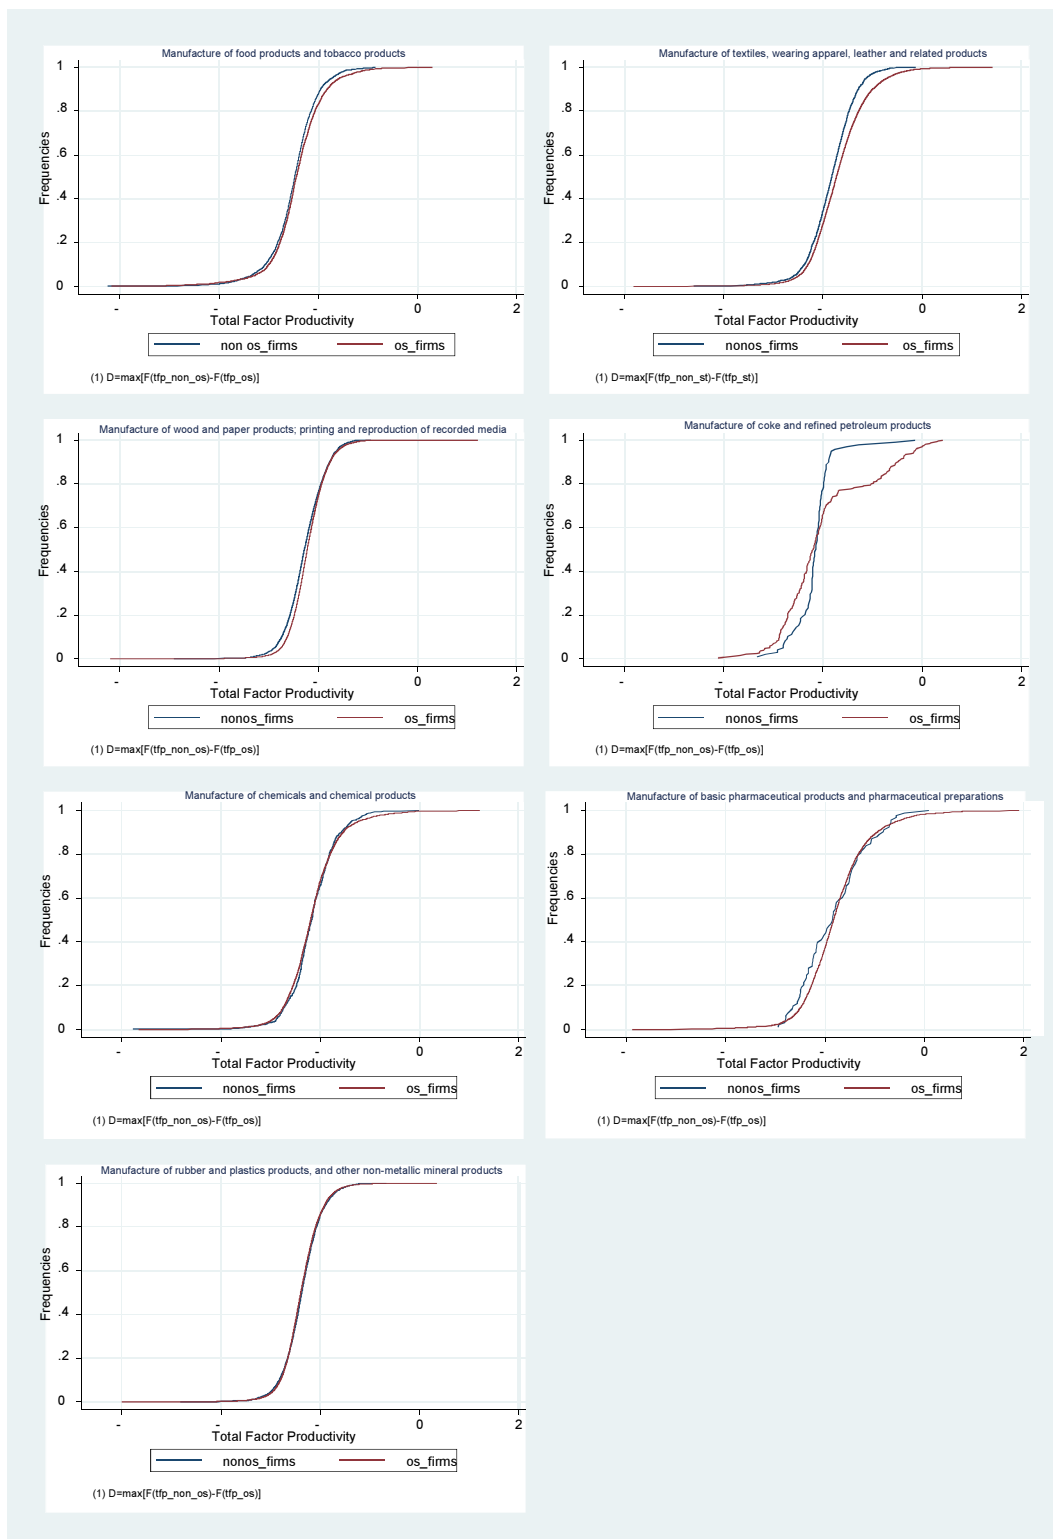 Manufacture of food products and tobacco products
1
.8
.6
.4
.2
0
Frequencies
- - - 0 2
Total Factor Productivity
non os_firms os_firms
(1) D=max[F(tfp_non_os)-F(tfp_os)]
Manufacture of textiles, wearing apparel, leather and related products
1
.8
.6
.4
.2
0
Frequencies
- - - 0 2
Total Factor Productivity
nonos_firms os_firms
(1) D=max[F(tfp_non_st)-F(tfp_st)]
Manufacture of wood and paper products; printing and reproduction of recorded media
1
.8
.6
.4
.2
0
Frequencies
- - - 0 2
Total Factor Productivity
nonos_firms os_firms
(1) D=max[F(tfp_non_os)-F(tfp_os)]
Manufacture of coke and refined petroleum products
1
.8
.6
.4
.2
0
Frequencies
- - - 0 2
Total Factor Productivity
nonos_firms os_firms
(1) D=max[F(tfp_non_os)-F(tfp_os)]
Manufacture of chemicals and chemical products
1
.8
.6
.4
.2
0
Frequencies
- - - 0 2
Total Factor Productivity
nonos_firms os_firms
(1) D=max[F(tfp_non_os)-F(tfp_os)]
Manufacture of basic pharmaceutical products and pharmaceutical preparations
1
.8
.6
.4
.2
0
Frequencies
- - - 0 2
Total Factor Productivity
nonos_firms os_firms
(1) D=max[F(tfp_non_os)-F(tfp_os)]
Manufacture of rubber and plastics products, and other non-metallic mineral products
1
.8
.6
.4
.2
0
Frequencies
- - - 0 2
Total Factor Productivity
nonos_firms os_firms
(1) D=max[F(tfp_non_os)-F(tfp_os)]